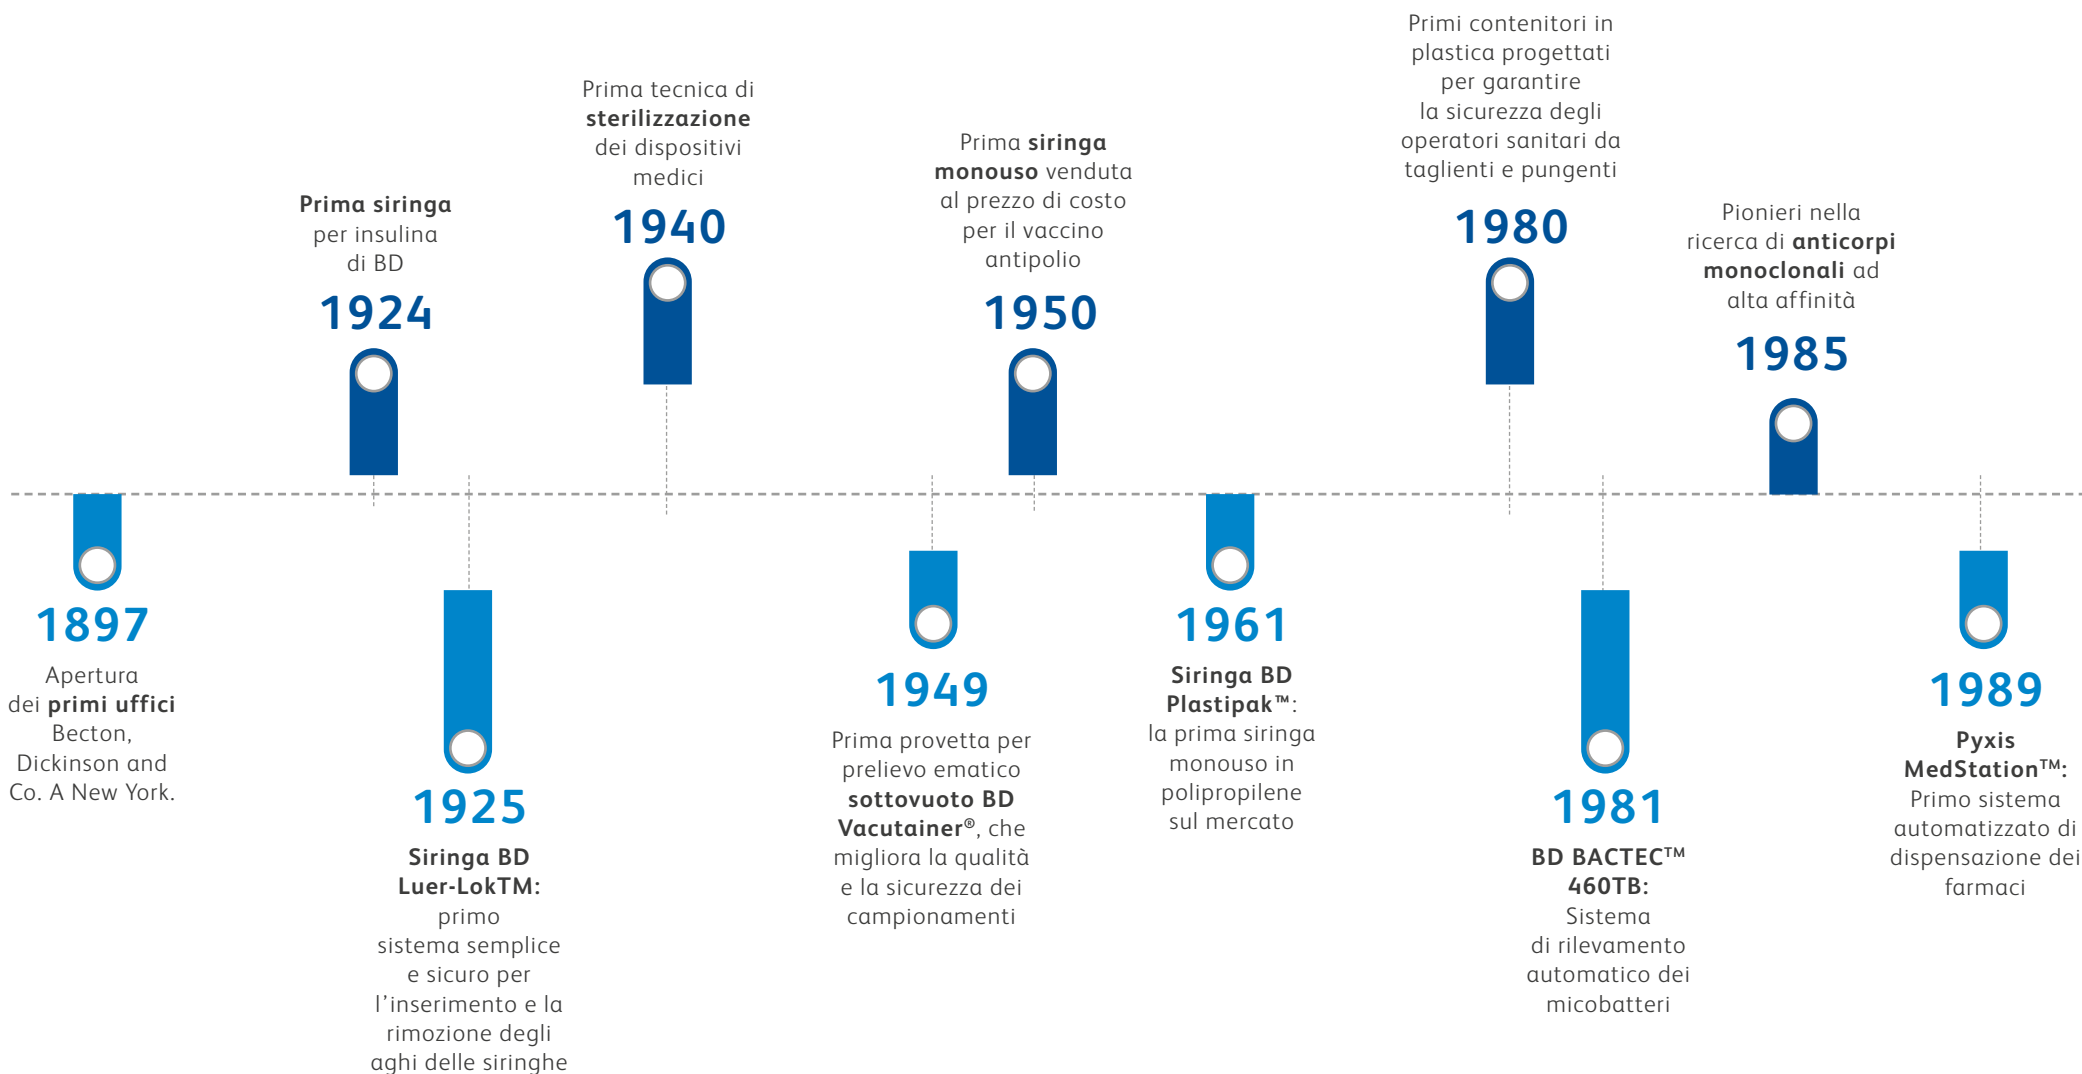 1897
Apertura
dei primi uffici
Becton,
Dickinson and
Co. A New York.
Prima siringa
per insulina
di BD
1924
1925
Siringa BD
Luer-LokTM:
primo
sistema semplice
e sicuro per
l’inserimento e la
rimozione degli
aghi delle siringhe
Prima tecnica di
sterilizzazione
dei dispositivi
medici
1940
1949
Prima provetta per
prelievo ematico
sottovuoto BD
Vacutainer®, che
migliora la qualità
e la sicurezza dei
campionamenti
Prima siringa
monouso venduta
al prezzo di costo
per il vaccino
antipolio
1950
1961
Siringa BD
Plastipak™:
la prima siringa
monouso in
polipropilene
sul mercato
Primi contenitori in
plastica progettati
per garantire
la sicurezza degli
operatori sanitari da
taglienti e pungenti
1980
1981
BD BACTEC™
460TB:
Sistema
di rilevamento
automatico dei
micobatteri
Pionieri nella
ricerca di anticorpi
monoclonali ad
alta affinità
1985
1989
Pyxis
MedStation™:
Primo sistema
automatizzato di
dispensazione dei
farmaci